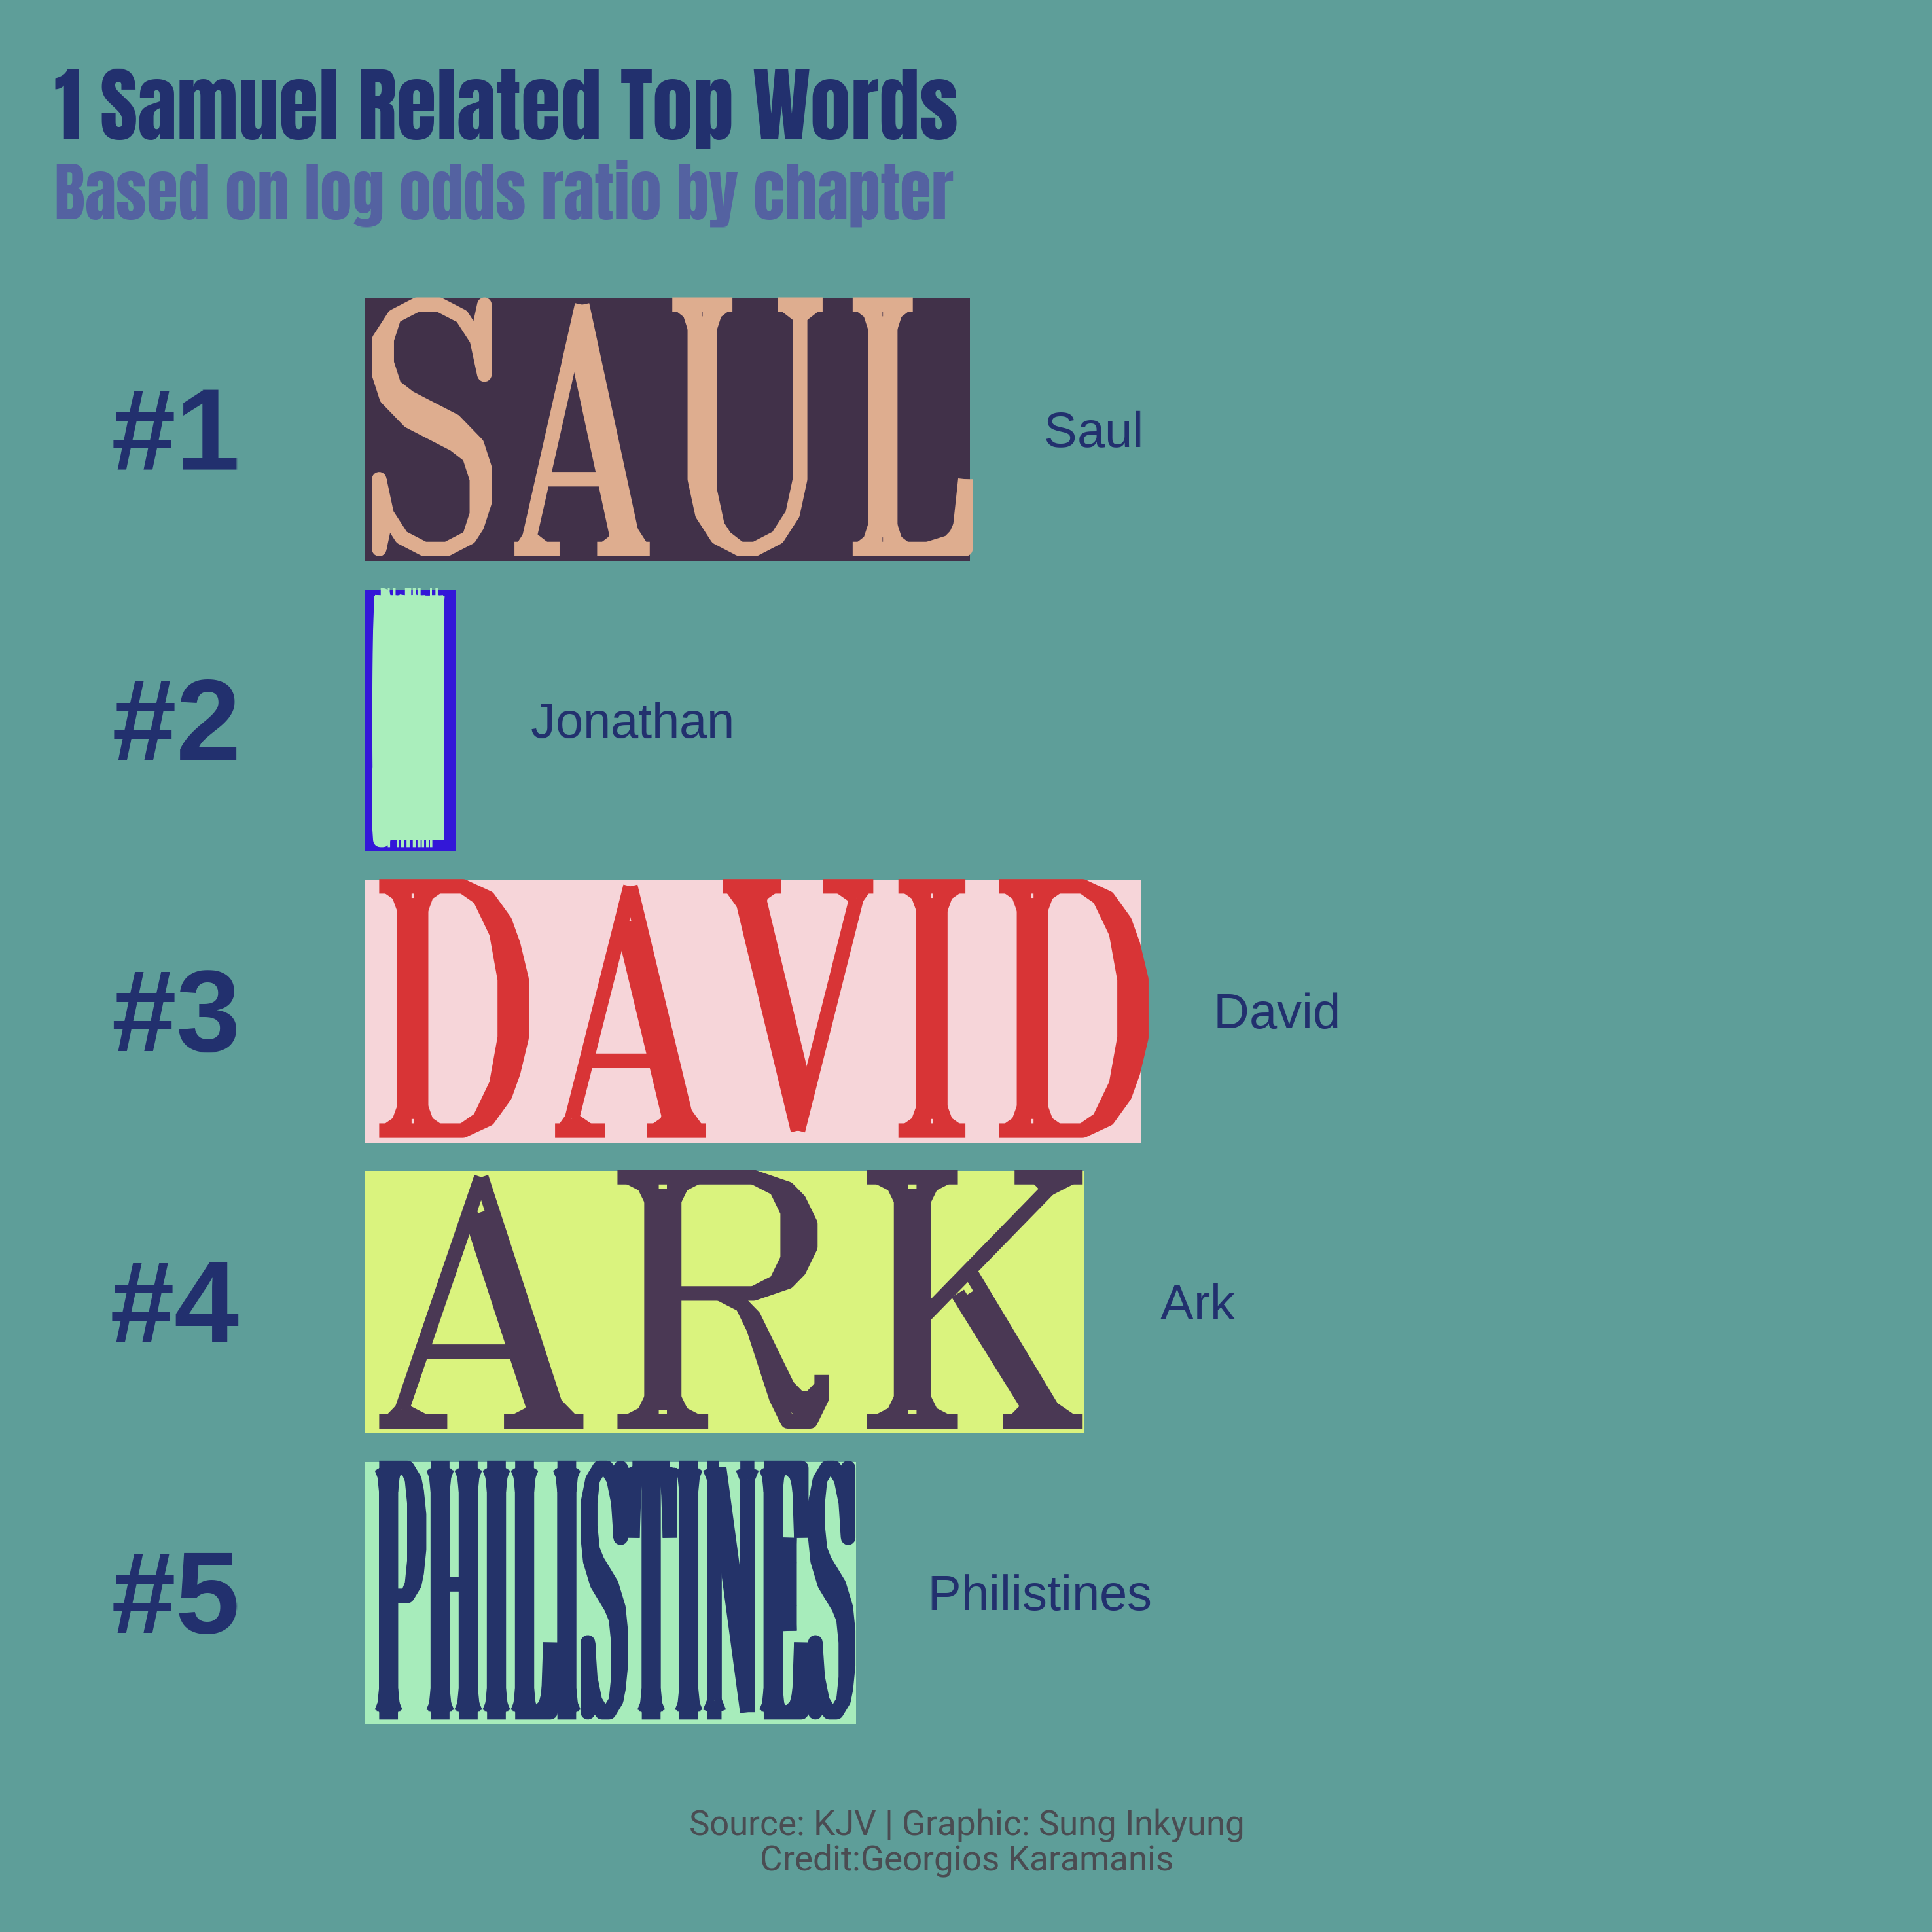 1 Samuel Related Top Words
Based on log odds ratio by chapter
#1 SAUL Saul
#2 Jonathan
#3 DAVID David
#4 ARK Ark
#5 PHILISTINES Philistines
Source: KJV | Graphic: Sung Inkyung
Credit:Georgios Karamanis